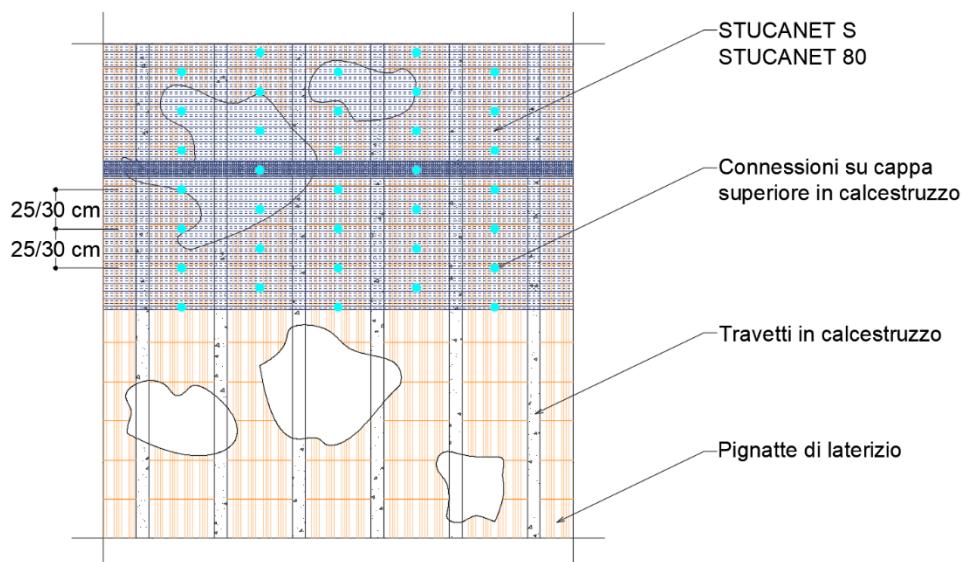 STUCANET S
STUCANET 80
Connessioni su cappa
superiore in calcestruzzo
25/30 cm
25/30 cm
Travetti in calcestruzzo
Pignatte di laterizio